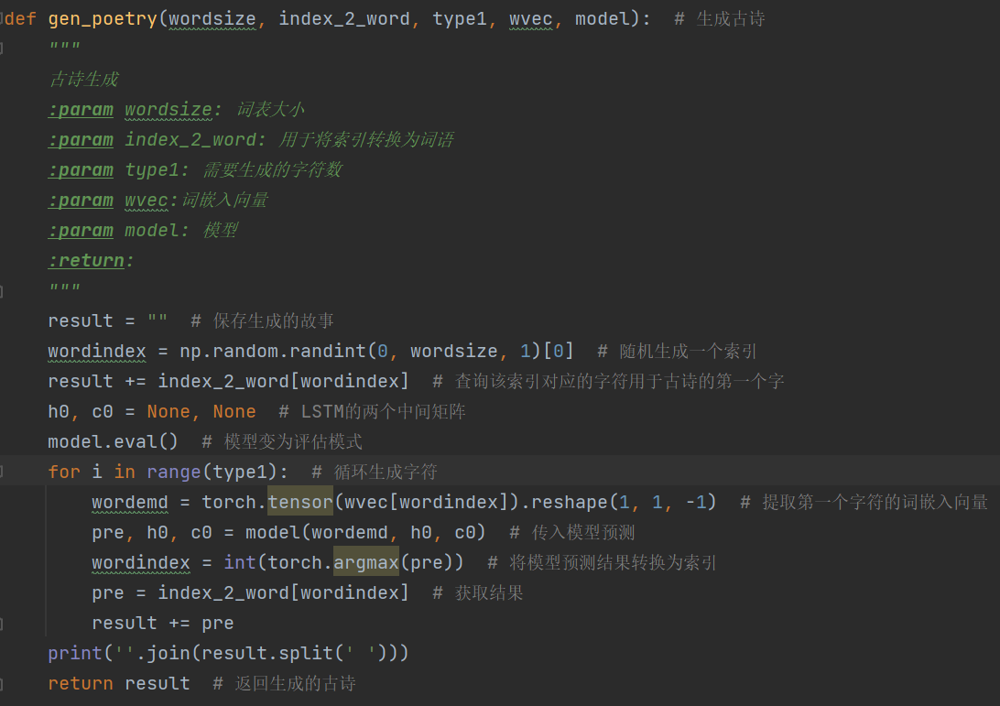 def gen_poetry(wordsize, index_2_word, type1, wvec, model):  # 生成古诗
    """
    古诗生成
    :param wordsize: 词表大小
    :param index_2_word: 用于将索引转换为词语
    :param type1: 需要生成的字符数
    :param wvec:词嵌入向量
    :param model: 模型
    :return:
    """
    result = ""  # 保存生成的故事
    wordindex = np.random.randint(0, wordsize, 1)[0]  # 随机生成一个索引
    result += index_2_word[wordindex]  # 查询该索引对应的字符用于古诗的第一个字
    h0, c0 = None, None  # LSTM的两个中间矩阵
    model.eval()  # 模型变为评估模式
    for i in range(type1):  # 循环生成字符
        wordemd = torch.tensor(wvec[wordindex]).reshape(1, 1, -1)  # 提取第一个字符的词嵌入向量
        pre, h0, c0 = model(wordemd, h0, c0)  # 传入模型预测
        wordindex = int(torch.argmax(pre))  # 将模型预测结果转换为索引
        pre = index_2_word[wordindex]  # 获取结果
        result += pre
    print(''.join(result.split(' ')))
    return result  # 返回生成的古诗